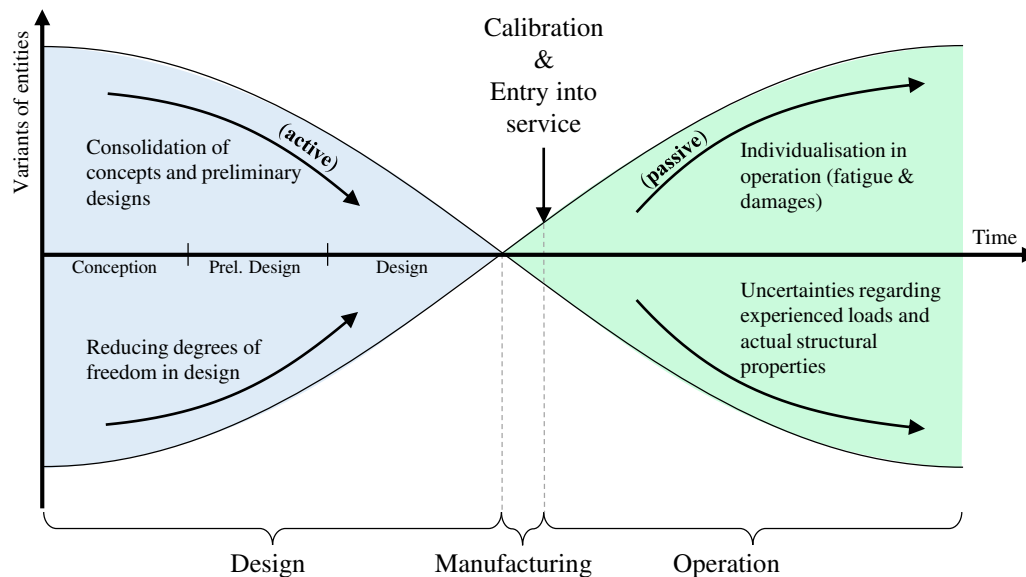 Variants of entities
Calibration
&
Entry into
service
(active)
(passive)
Consolidation of
concepts and preliminary
designs
Individualisation in
operation (fatigue &
damages)
Time
Conception
Prel. Design
Design
Reducing degrees of
freedom in design
Uncertainties regarding
experienced loads and
actual structural
properties
Design
Manufacturing
Operation